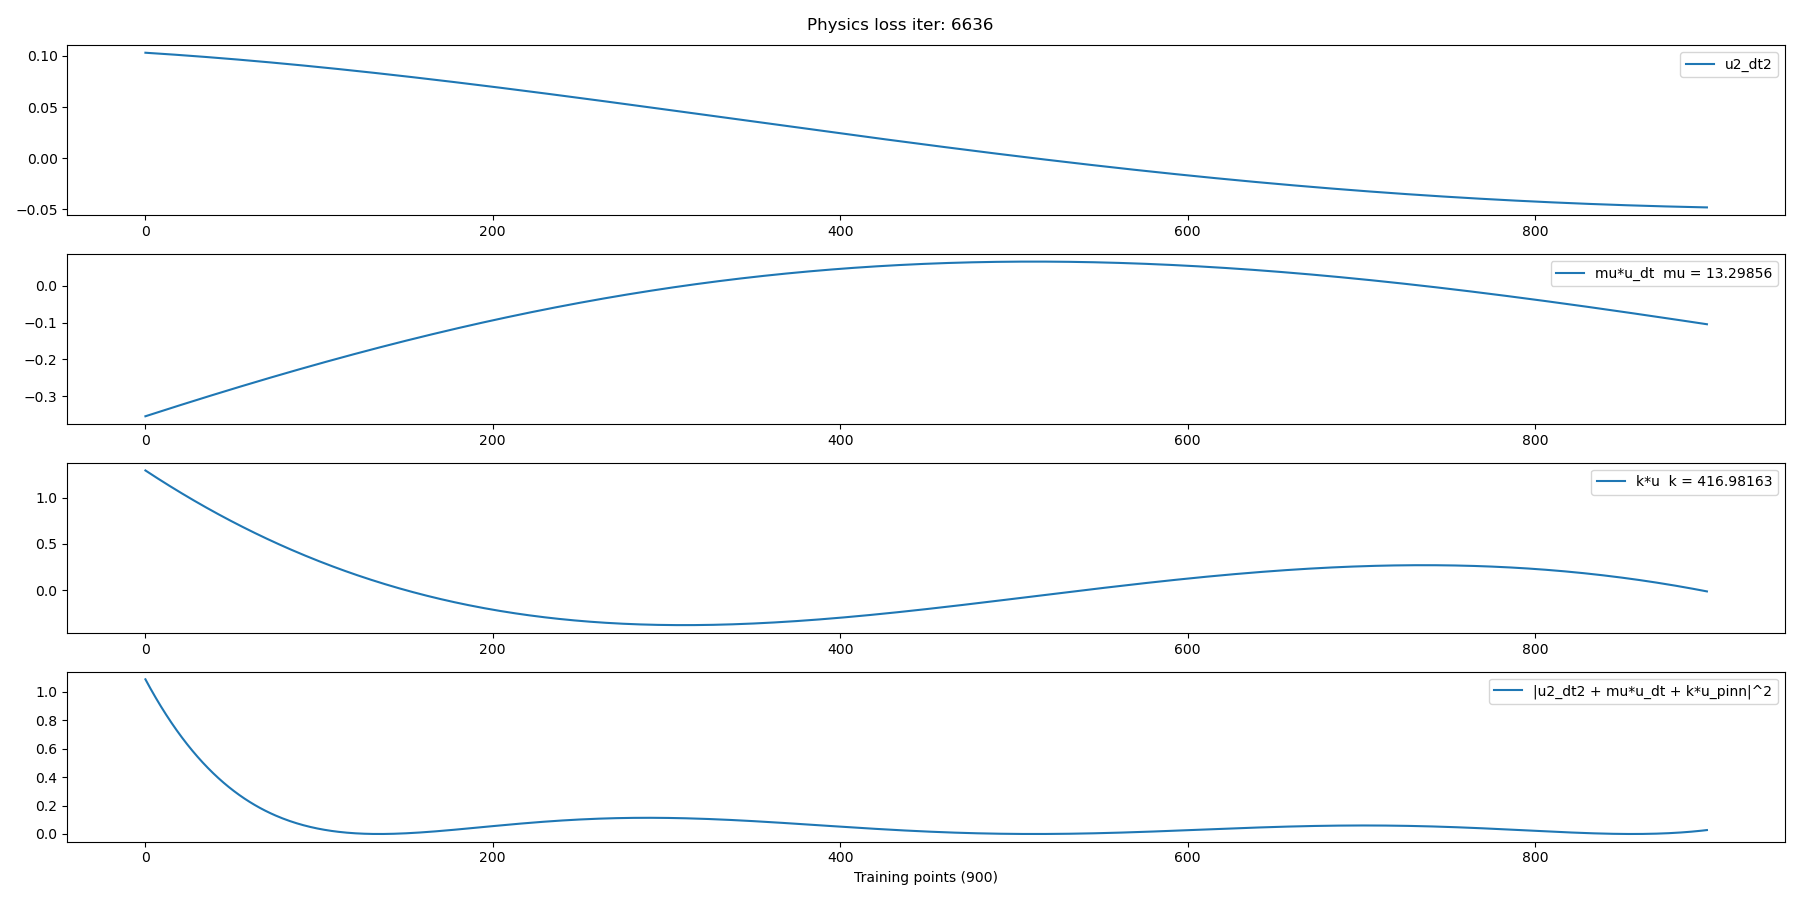 Physics loss iter: 6636
0.10
0.05
0.00
−0.05
u2_dt2
0 200 400 600 800
0.0
−0.1
−0.2
−0.3
mu*u_dt  mu = 13.29856
0 200 400 600 800
1.0
0.5
0.0
k*u  k = 416.98163
0 200 400 600 800
1.0
0.8
0.6
0.4
0.2
0.0
|u2_dt2 + mu*u_dt + k*u_pinn|^2
0 200 400 600 800
Training points (900)